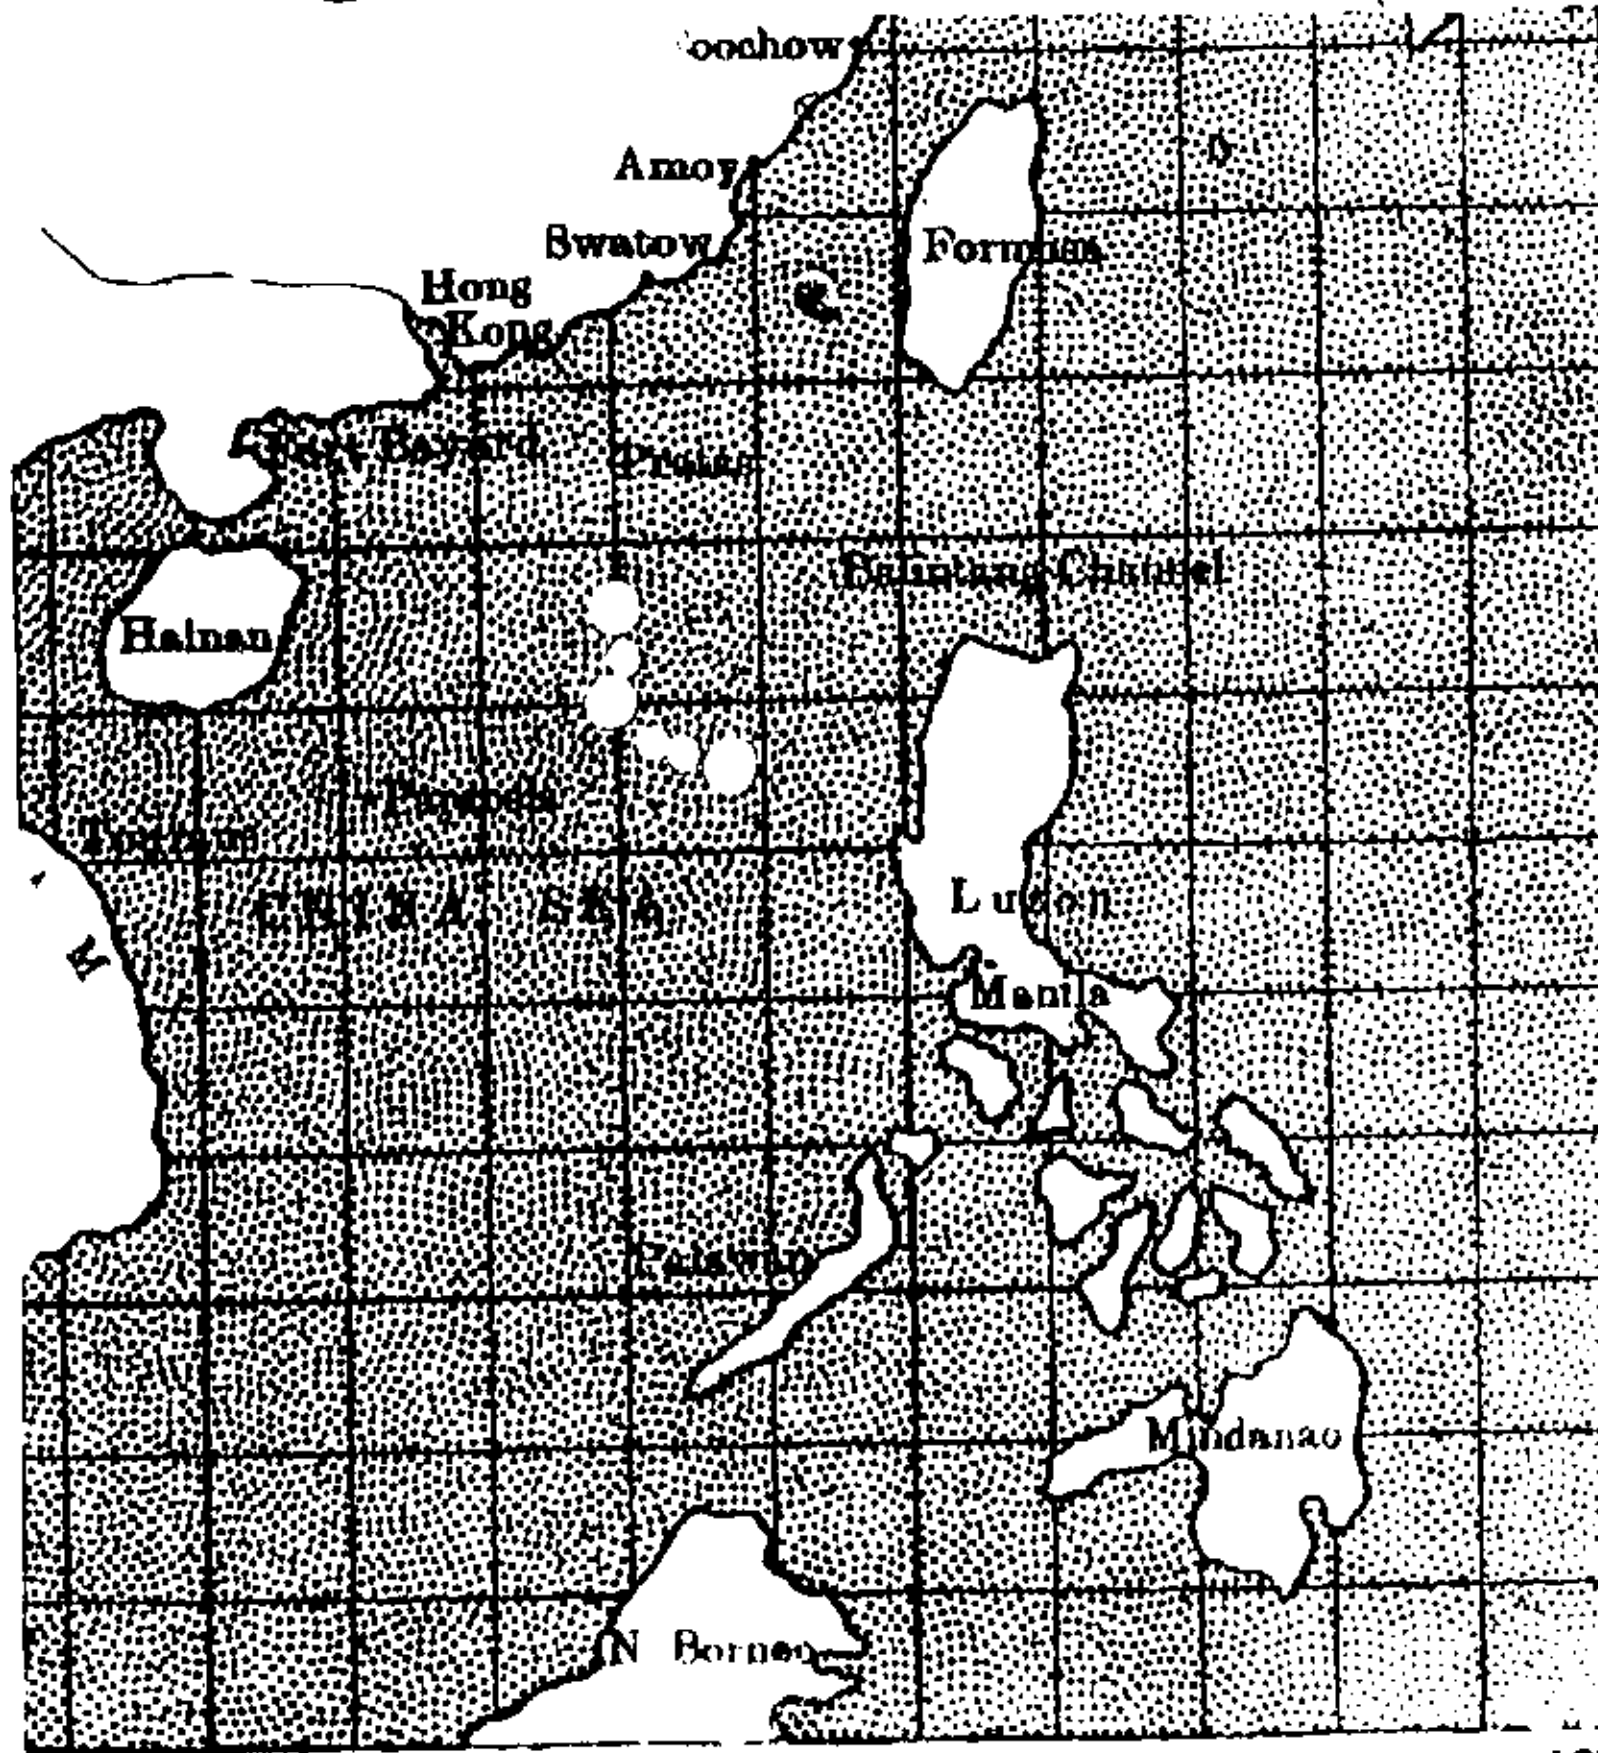 oochow
Amoy
Swatow
Formosa
Hong
Kong
Fort Bayard
Pratas
Balintang Channel
Hainan
Paracels
Tourane
CHINA SEA
Luzon
M
Manila
Palawan
Mindanao
N Borneo